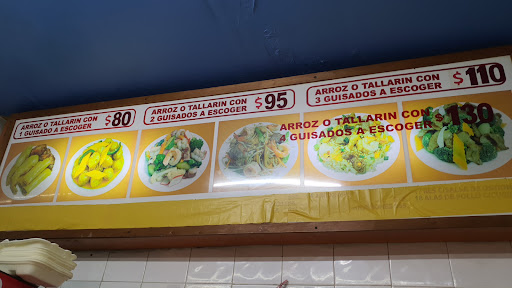 ARROZ O TALLARIN CON
1 GUISADO A ESCOGER
$80
ARROZ O TALLARIN CON
2 GUISADOS A ESCOGER
$95
ARROZ O TALLARIN CON
3 GUISADOS A ESCOGER
$110
ARROZ O TALLARIN CON
GUISADOS A ESCOGER
$130